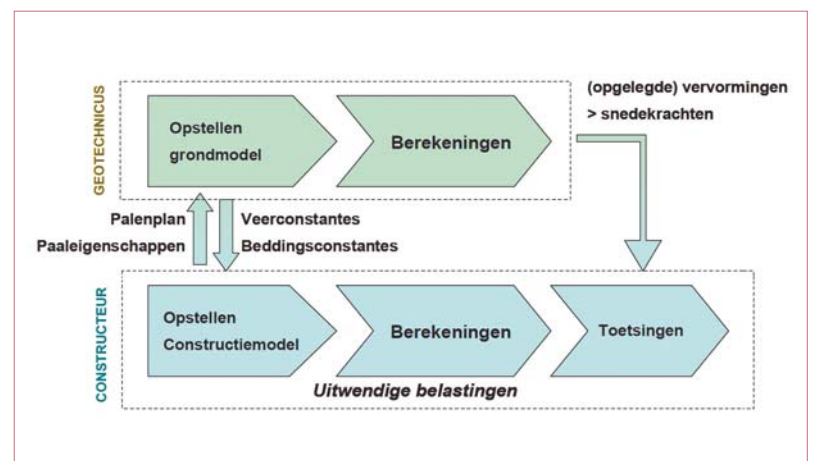 GEOTECHNICUS
Opstellen
grondmodel
Berekeningen
(opgelegde) vervormingen
> snedekrachten
Palenplan
Paaleigenschappen
Veerconstantes
Beddingsconstantes
CONSTRUCTEUR
Opstellen
Constructiemodel
Berekeningen
Toetsingen
Uitwendige belastingen